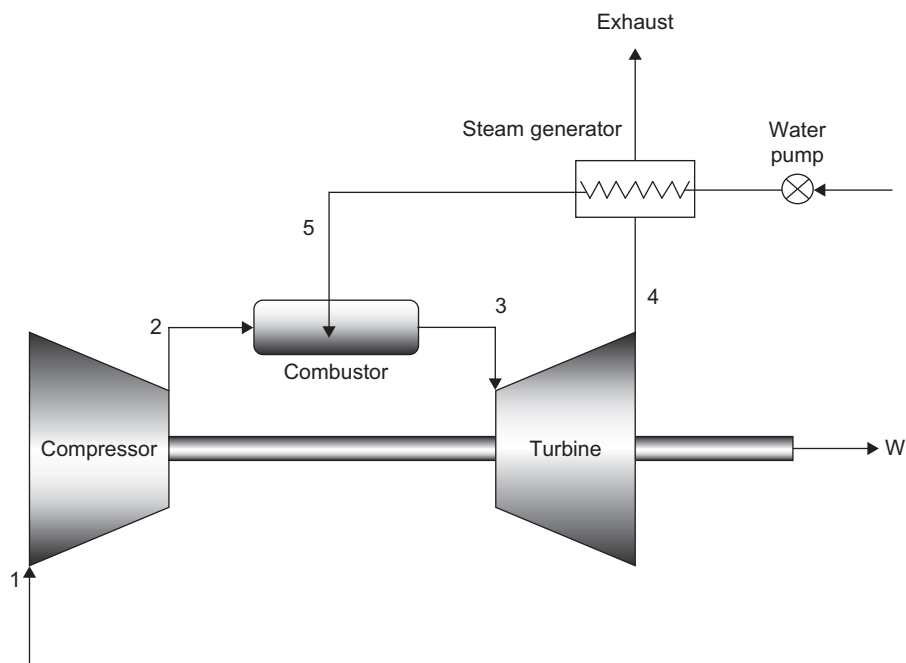 Exhaust
Steam generator
Water
pump
5
4
2
3
Combustor
Compressor
Turbine
W
1